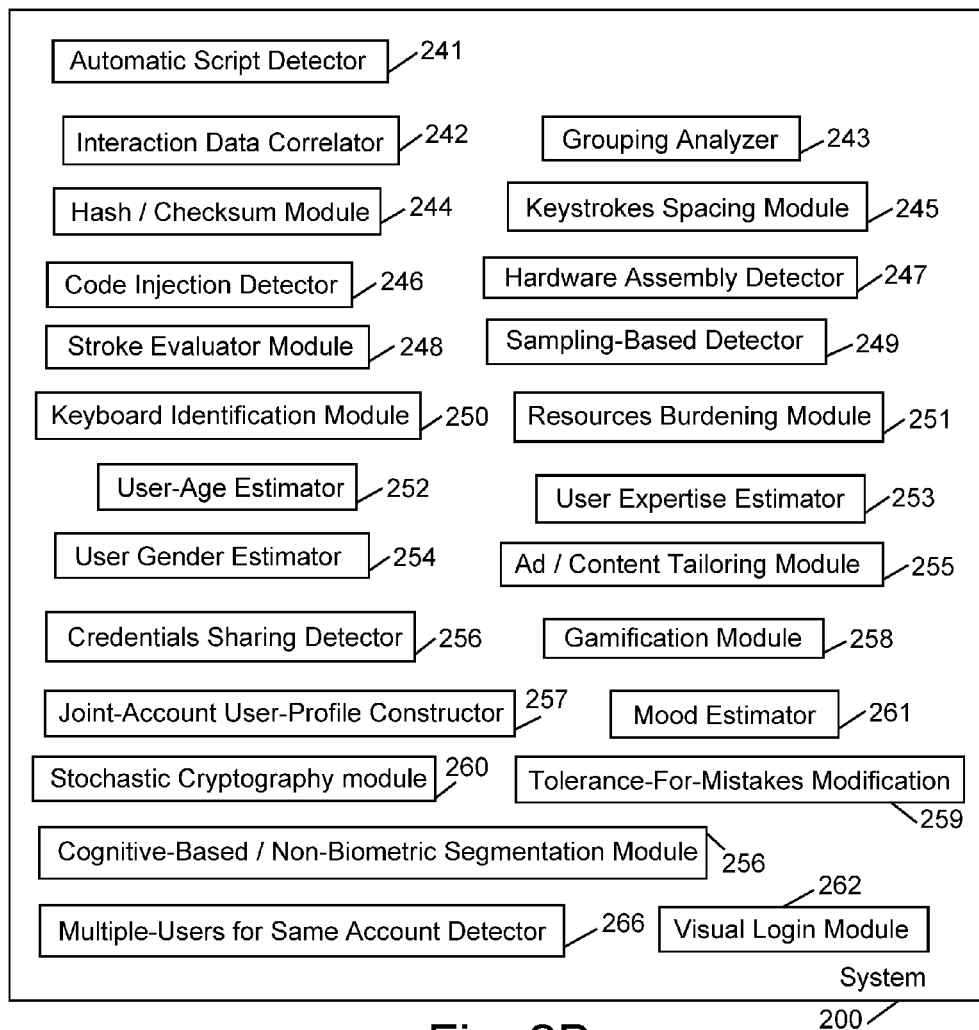 Automatic Script Detector 241
Interaction Data Correlator 242 Grouping Analyzer 243
Hash / Checksum Module 244 Keystrokes Spacing Module 245
Code Injection Detector 246 Hardware Assembly Detector 247
Stroke Evaluator Module 248 Sampling-Based Detector 249
Keyboard Identification Module 250 Resources Burdening Module 251
User-Age Estimator 252 User Expertise Estimator 253
User Gender Estimator 254 Ad / Content Tailoring Module 255
Credentials Sharing Detector 256 Gamification Module 258
Joint-Account User-Profile Constructor 257 Mood Estimator 261
Stochastic Cryptography module 260 Tolerance-For-Mistakes Modification
259
Cognitive-Based / Non-Biometric Segmentation Module 256
262
Multiple-Users for Same Account Detector 266 Visual Login Module
System
200
Fig.